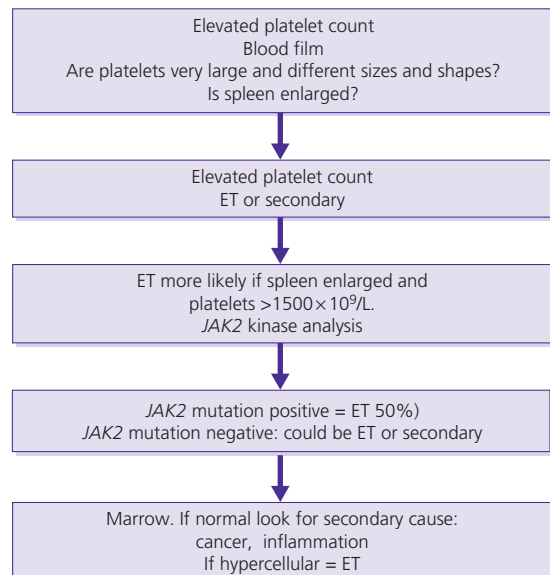 Elevated platelet count
Blood film
Are platelets very large and different sizes and shapes?
Is spleen enlarged?
Elevated platelet count
ET or secondary
ET more likely if spleen enlarged and
platelets >1500×10⁹/L.
JAK2 kinase analysis
JAK2 mutation positive = ET 50%)
JAK2 mutation negative: could be ET or secondary
Marrow. If normal look for secondary cause:
cancer, inflammation
If hypercellular = ET